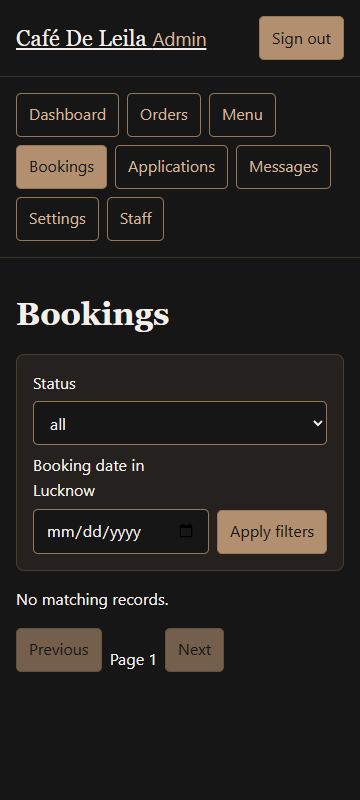 Café De Leila Admin
Sign out
Dashboard
Orders
Menu
Bookings
Applications
Messages
Settings
Staff
Bookings
Status
all
Booking date in
Lucknow
mm/dd/yyyy
Apply filters
No matching records.
Previous
Page 1
Next